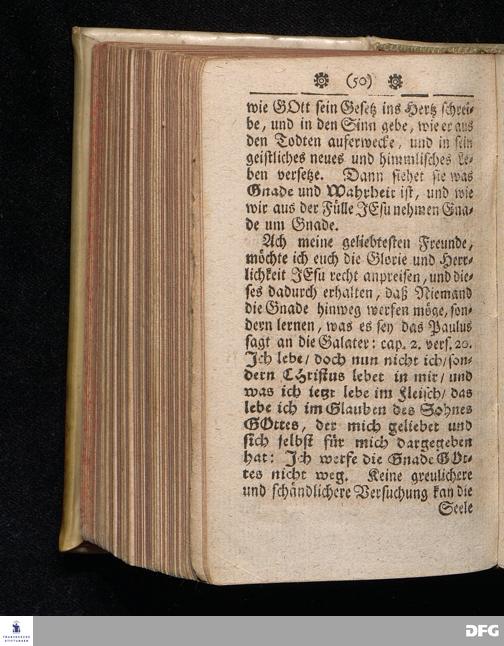 (50)
wie GOtt sein Gesetz ins Hertz schrei-
be, und in den Sinn gebe, wie er aus
den Todten auferwecke, und in sein
geistliches neues und himmlisches Le-
ben versetze. Dann siehet sie was
Gnade und Wahrheit ist, und wie
wir aus der Fülle JEsu nehmen Gna-
de um Gnade.
Ach meine geliebtesten Freunde,
möchte ich euch die Glorie und Herr-
lichkeit JEsu recht anpreisen, und die-
ses dadurch erhalten, daß Niemand
die Gnade hinweg werfen möge, son-
dern lernen, was es sey das Paulus
sagt an die Galater: cap. 2. vers. 20.
Jch lebe/ doch nun nicht ich/ son-
dern CHristus lebet in mir/ und
was ich ietzt lebe im Fleisch/ das
lebe ich im Glauben des Sohnes
GOttes, der mich geliebet und
sich selbst für mich dargegeben
hat: Jch werfe die Gnade GOt-
tes nicht weg. Keine greulichere
und schändlichere Versuchung kan die
Seele
FRANCKESCHE
STIFTUNGEN
DFG